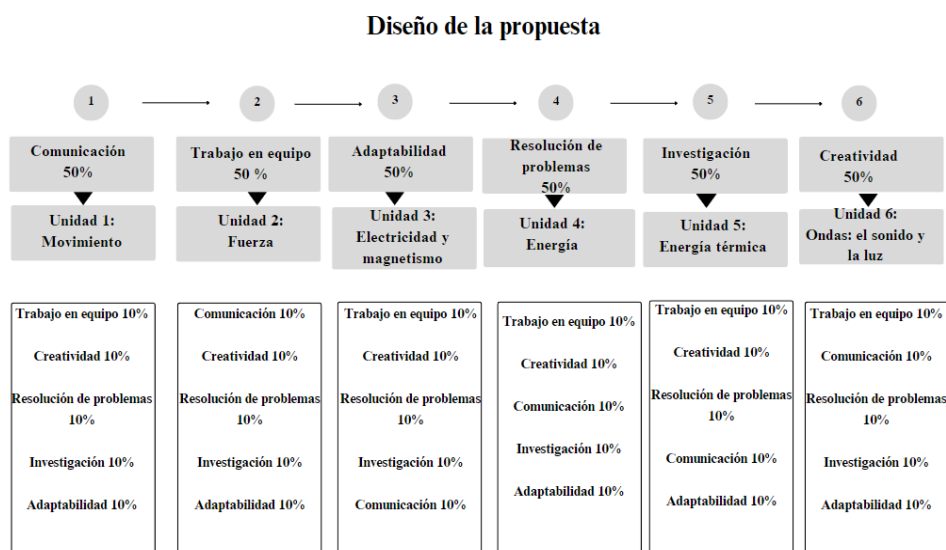 Diseño de la propuesta
1
2
3
4
5
6
Comunicación
50%
Trabajo en equipo
50 %
Adaptabilidad
50%
Resolución de
problemas
50%
Investigación
50%
Creatividad
50%
Unidad 1:
Movimiento
Unidad 2:
Fuerza
Unidad 3:
Electricidad y
magnetismo
Unidad 4:
Energía
Unidad 5:
Energía térmica
Unidad 6:
Ondas: el sonido y
la luz
Trabajo en equipo 10%
Creatividad 10%
Resolución de problemas
10%
Investigación 10%
Adaptabilidad 10%
Comunicación 10%
Creatividad 10%
Resolución de problemas
10%
Investigación 10%
Adaptabilidad 10%
Trabajo en equipo 10%
Creatividad 10%
Resolución de problemas
10%
Investigación 10%
Comunicación 10%
Trabajo en equipo 10%
Creatividad 10%
Comunicación 10%
Investigación 10%
Adaptabilidad 10%
Trabajo en equipo 10%
Creatividad 10%
Resolución de problemas
10%
Comunicación 10%
Adaptabilidad 10%
Trabajo en equipo 10%
Comunicación 10%
Resolución de problemas
10%
Investigación 10%
Adaptabilidad 10%